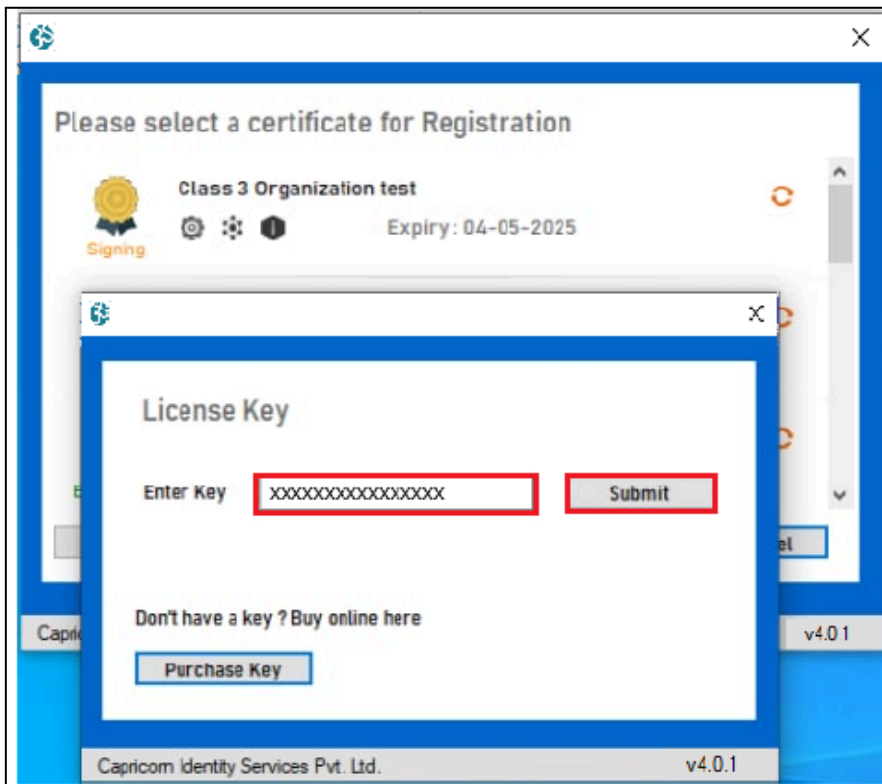 Please select a certificate for Registration
Class 3 Organization test
Expiry: 04-05-2025
Signing
License Key
Enter Key XXXXXXXXXXXXXXXX Submit
el
Don't have a key ? Buy online here
Capric v4.0.1
Purchase Key
Capricorn Identity Services Pvt. Ltd. v4.0.1